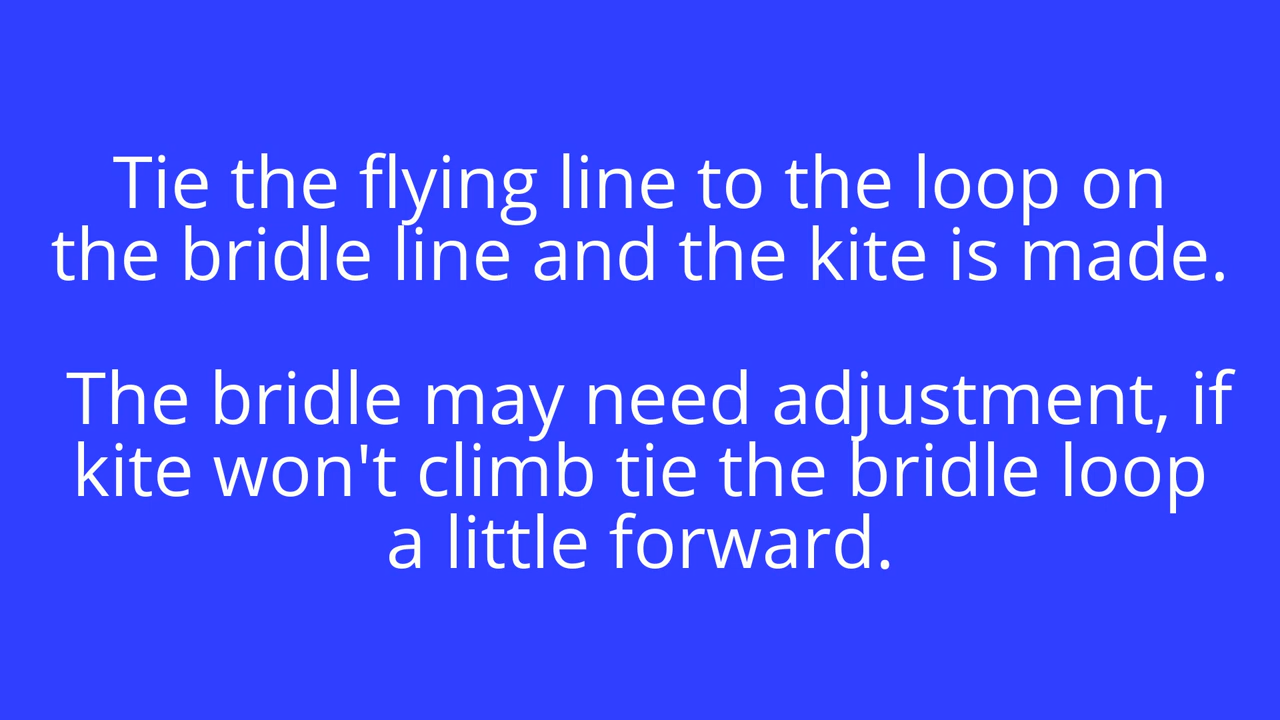 Tie the flying line to the loop on
the bridle line and the kite is made.
The bridle may need adjustment, if
kite won't climb tie the bridle loop
a little forward.